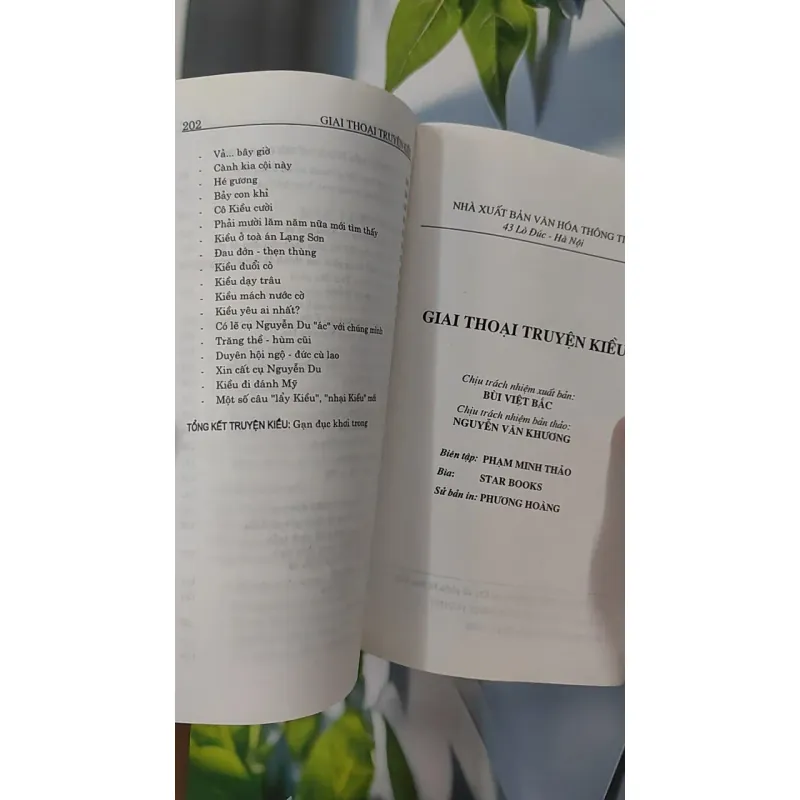 202
GIAI THOẠI TRUYỆN
- Vả... bây giờ
- Cành kia cội này
- Hé gương
- Bảy con khỉ
- Cô Kiều cười
- Phải mười lăm năm nữa mới tìm thấy
- Kiều ở toà án Lạng Sơn
- Đau đớn - thẹn thùng
- Kiều đuổi cò
- Kiều dạy trâu
- Kiều mách nước cờ
- Kiều yêu ai nhất?
- Có lẽ cụ Nguyễn Du "ác" với chúng mình
- Trăng thề - hùm cũi
- Duyên hội ngộ - đức cù lao
- Xin cất cụ Nguyễn Du
- Kiều đi đánh Mỹ
- Một số câu "lẩy Kiều", "nhại Kiều" mới
TỔNG KẾT TRUYỆN KIỀU: Gạn đục khơi trong
NHÀ XUẤT BẢN VĂN HÓA THÔNG T
43 Lò Đúc - Hà Nội
GIAI THOẠI TRUYỆN KIỀU
Chịu trách nhiệm xuất bản:
BÙI VIỆT BẮC
Chịu trách nhiệm bản thảo:
NGUYỄN VĂN KHƯƠNG
Biên tập: PHẠM MINH THẢO
Bìa: STAR BOOKS
Sử bản in: PHƯƠNG HOÀNG